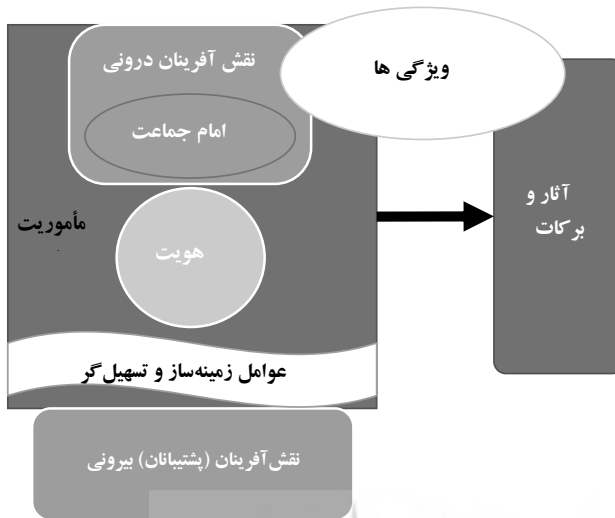 نقش آفرینان درونی
ویژگی ها
امام جماعت
آثار و
برکات
مأموریت
هویت
عوامل زمینه‌ساز و تسهیل‌گر
نقش‌آفرینان (پشتیبانان) بیرونی